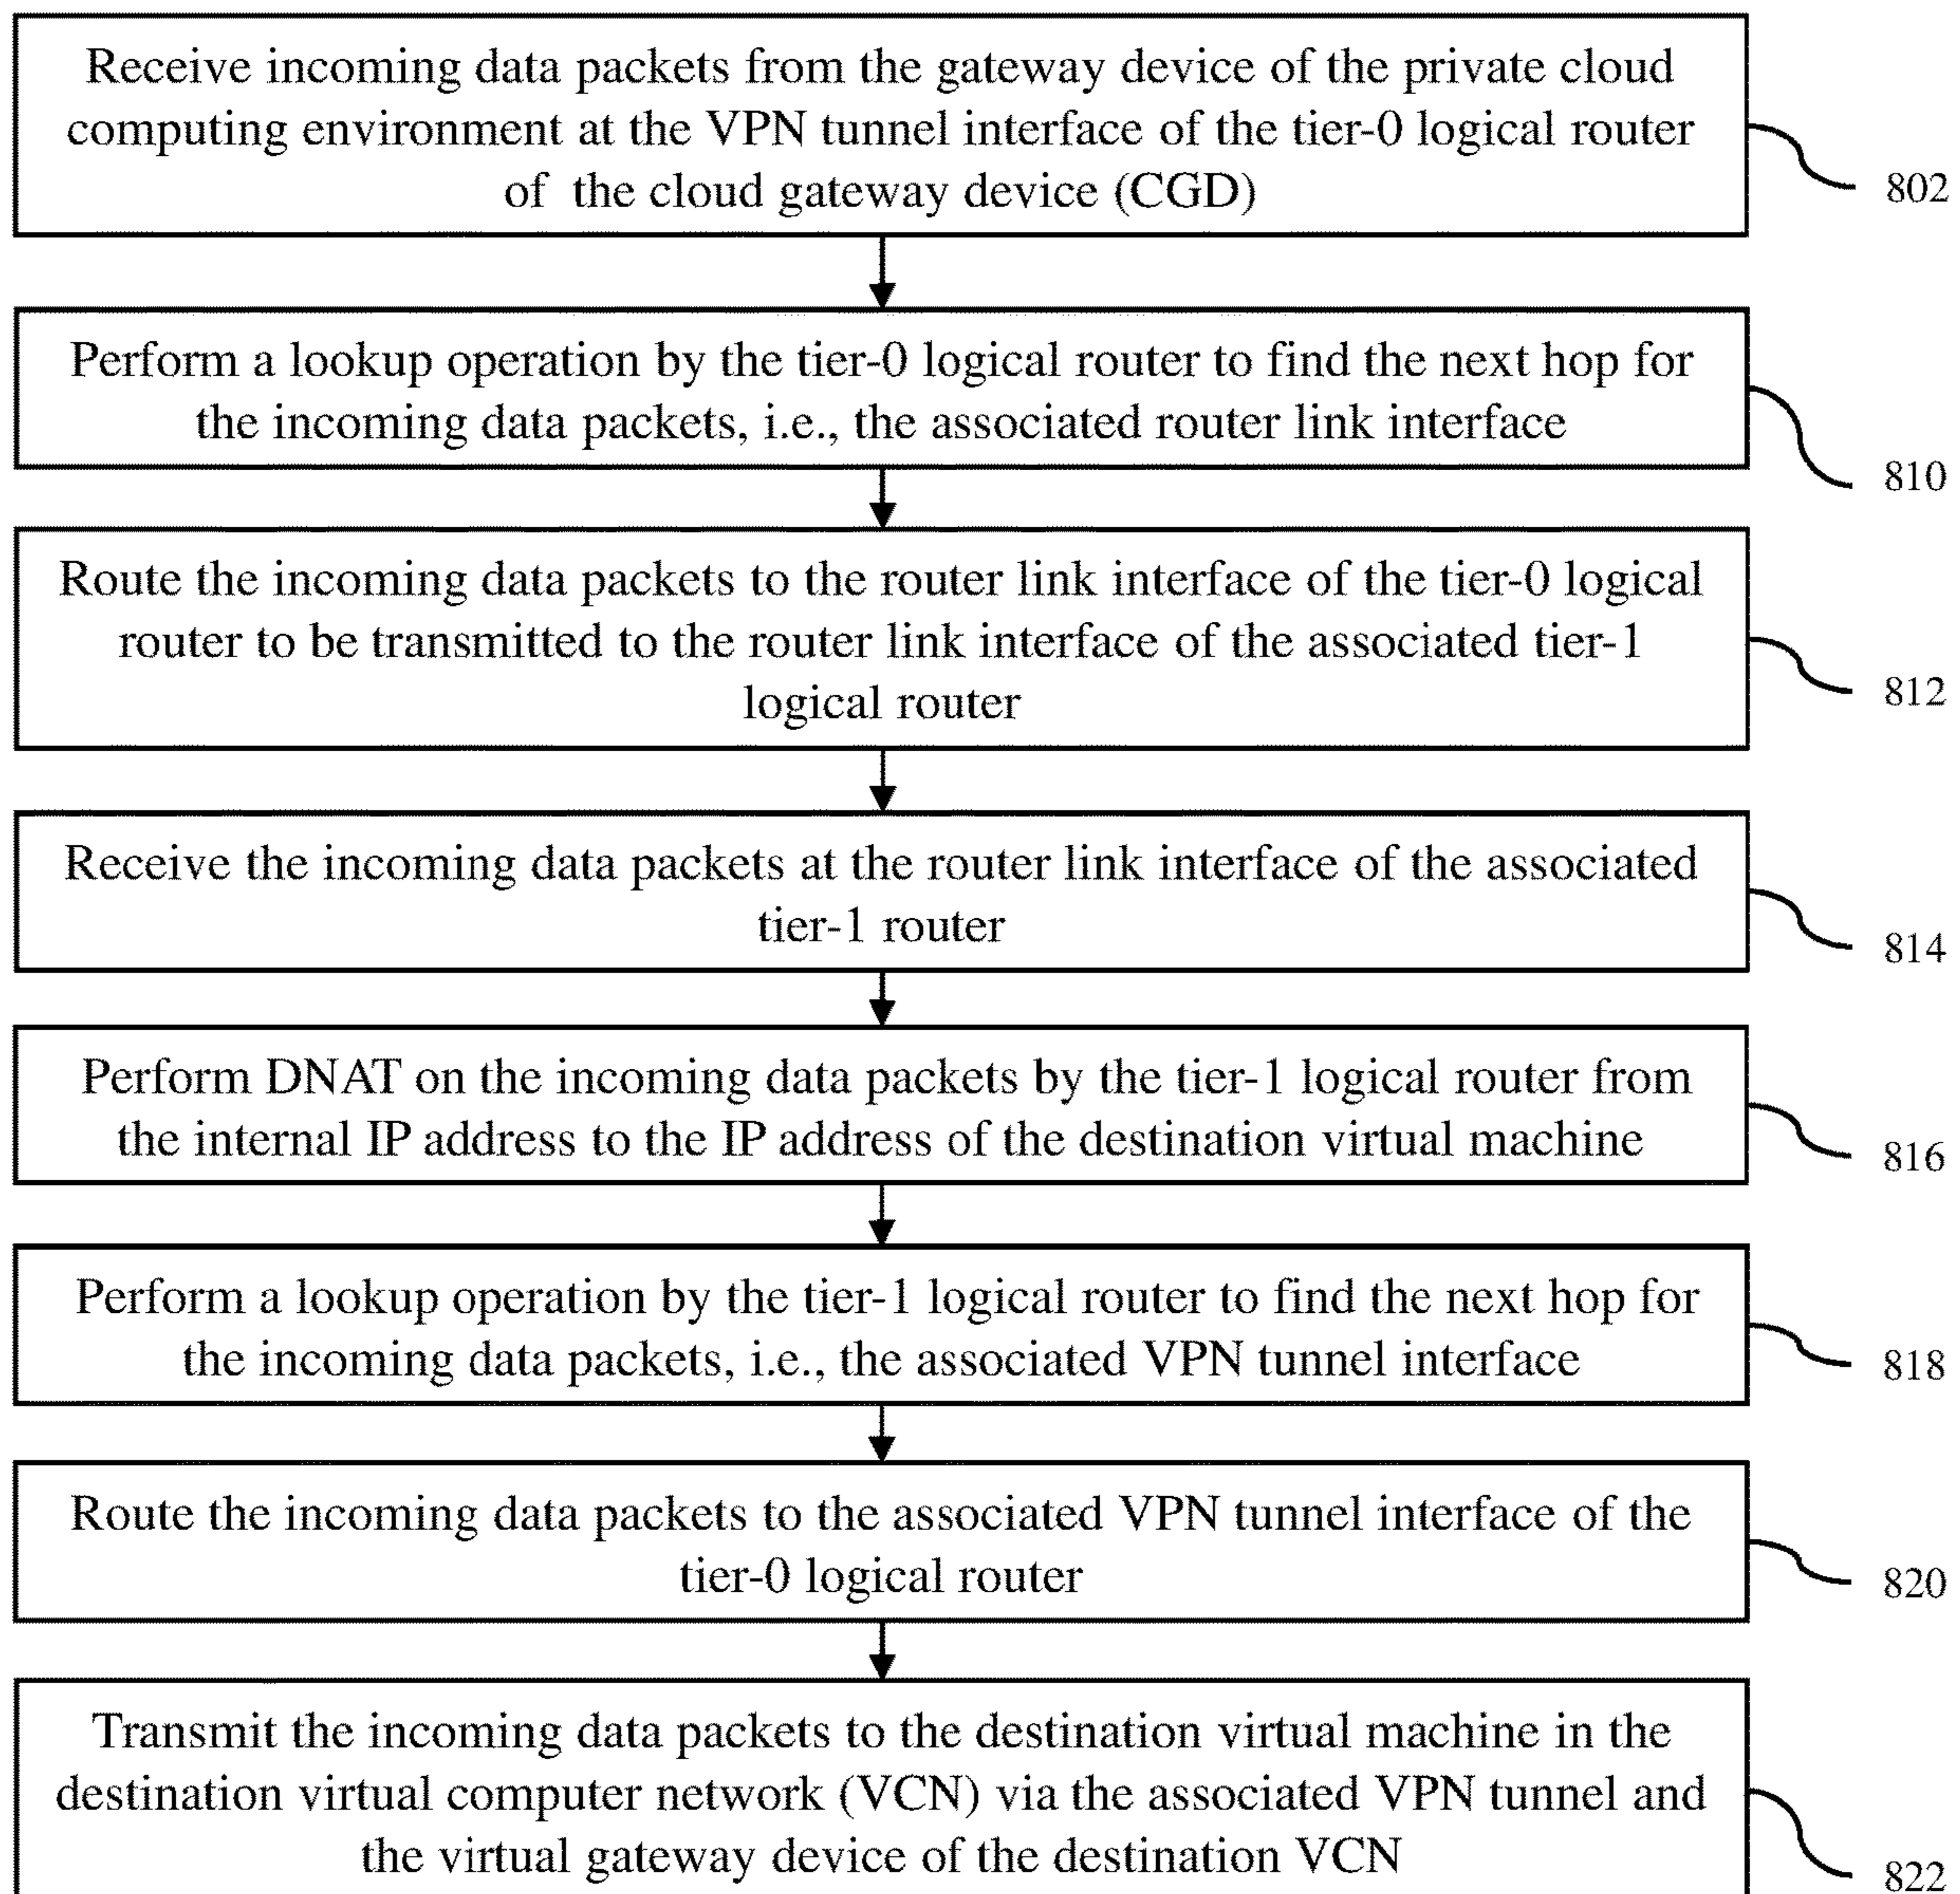 Receive incoming data packets from the gateway device of the private cloud
computing environment at the VPN tunnel interface of the tier-0 logical router
of the cloud gateway device (CGD)
802
Perform a lookup operation by the tier-0 logical router to find the next hop for
the incoming data packets, i.e., the associated router link interface
810
Route the incoming data packets to the router link interface of the tier-0 logical
router to be transmitted to the router link interface of the associated tier-1
logical router
812
Receive the incoming data packets at the router link interface of the associated
tier-1 router
814
Perform DNAT on the incoming data packets by the tier-1 logical router from
the internal IP address to the IP address of the destination virtual machine
816
Perform a lookup operation by the tier-1 logical router to find the next hop for
the incoming data packets, i.e., the associated VPN tunnel interface
818
Route the incoming data packets to the associated VPN tunnel interface of the
tier-0 logical router
820
Transmit the incoming data packets to the destination virtual machine in the
destination virtual computer network (VCN) via the associated VPN tunnel and
the virtual gateway device of the destination VCN
822